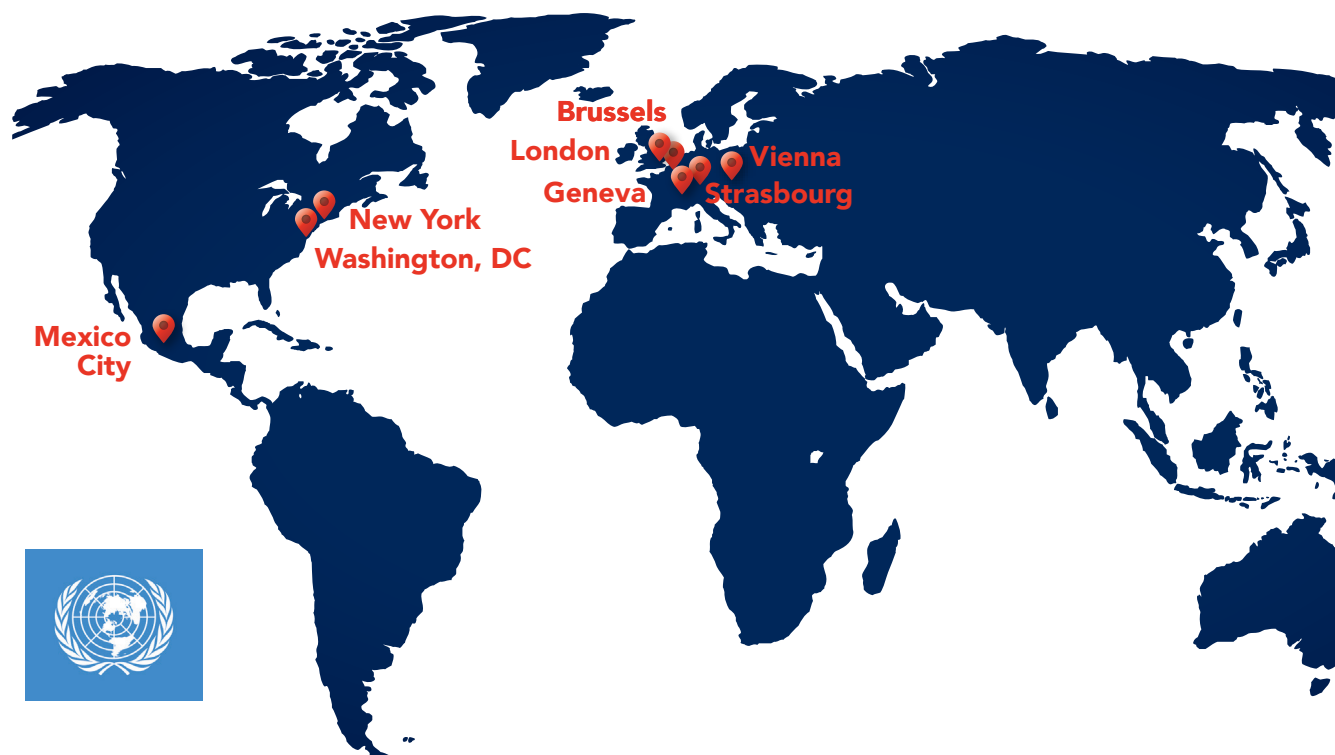 Brussels
London
Vienna
Geneva
Strasbourg
New York
Washington, DC
Mexico
City